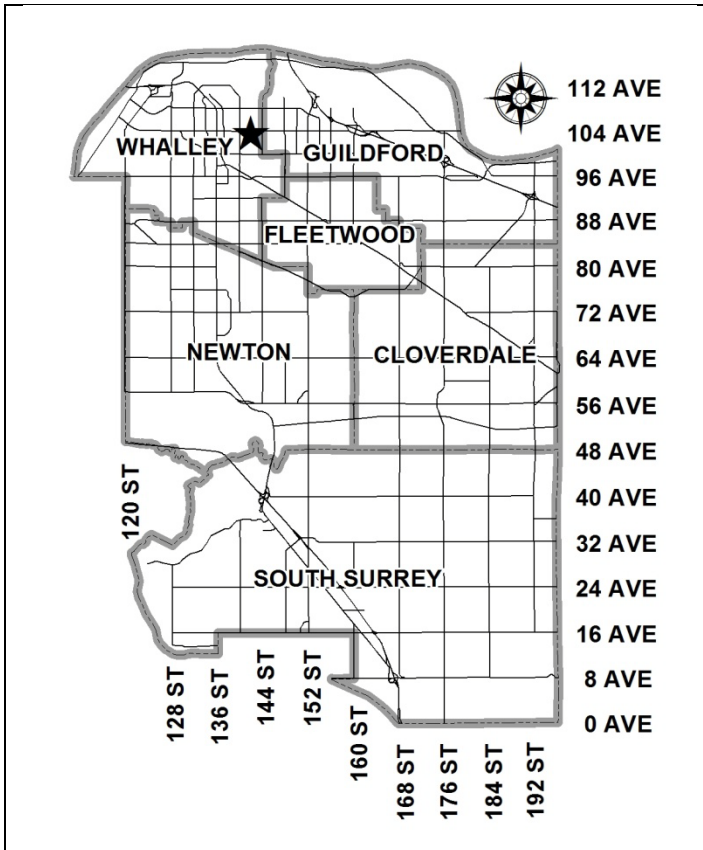 112 AVE
104 AVE
WHALLEY
GUILDFORD
96 AVE
88 AVE
FLEETWOOD
80 AVE
72 AVE
NEWTON
CLOVERDALE
64 AVE
56 AVE
48 AVE
120 ST
40 AVE
32 AVE
SOUTH SURREY
24 AVE
16 AVE
8 AVE
0 AVE
128 ST
136 ST
144 ST
152 ST
160 ST
168 ST
176 ST
184 ST
192 ST